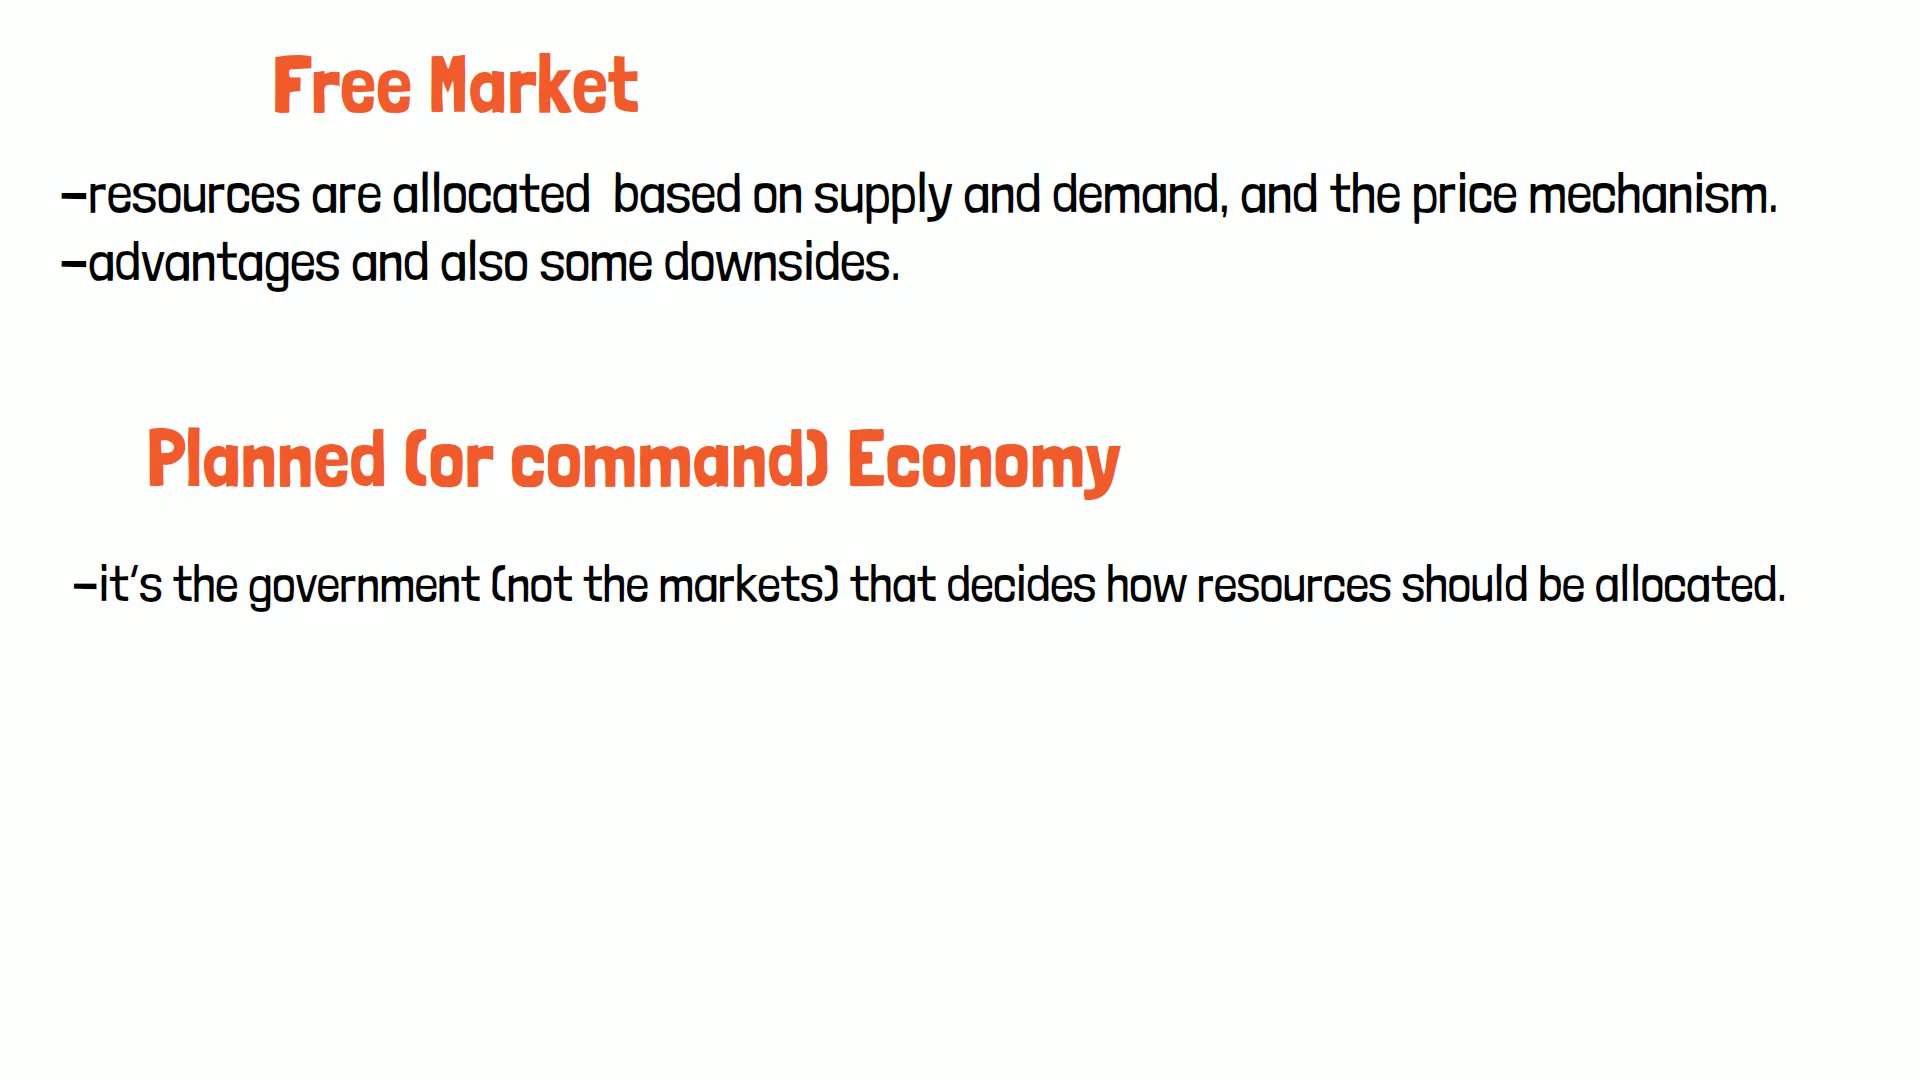 Free Market
-resources are allocated  based on supply and demand, and the price mechanism.
-advantages and also some downsides.
Planned (or command) Economy
-it's the government (not the markets) that decides how resources should be allocated.